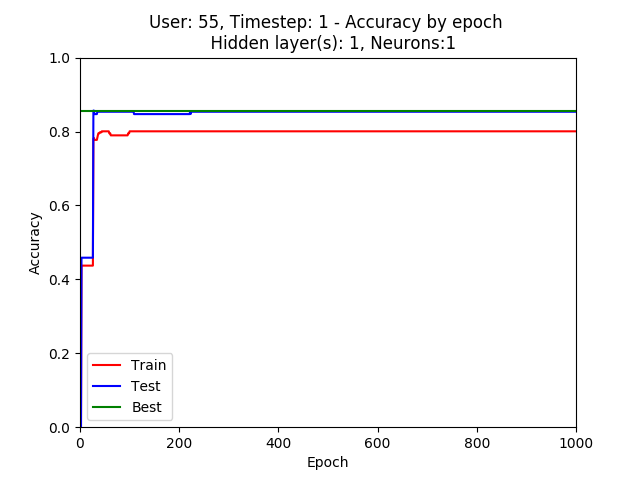 User: 55, Timestep: 1 - Accuracy by epoch
Hidden layer(s): 1, Neurons:1
1.0
0.8
0.6
0.4
0.2
0.0
Accuracy
Train
Test
Best
0 200 400 600 800 1000
Epoch